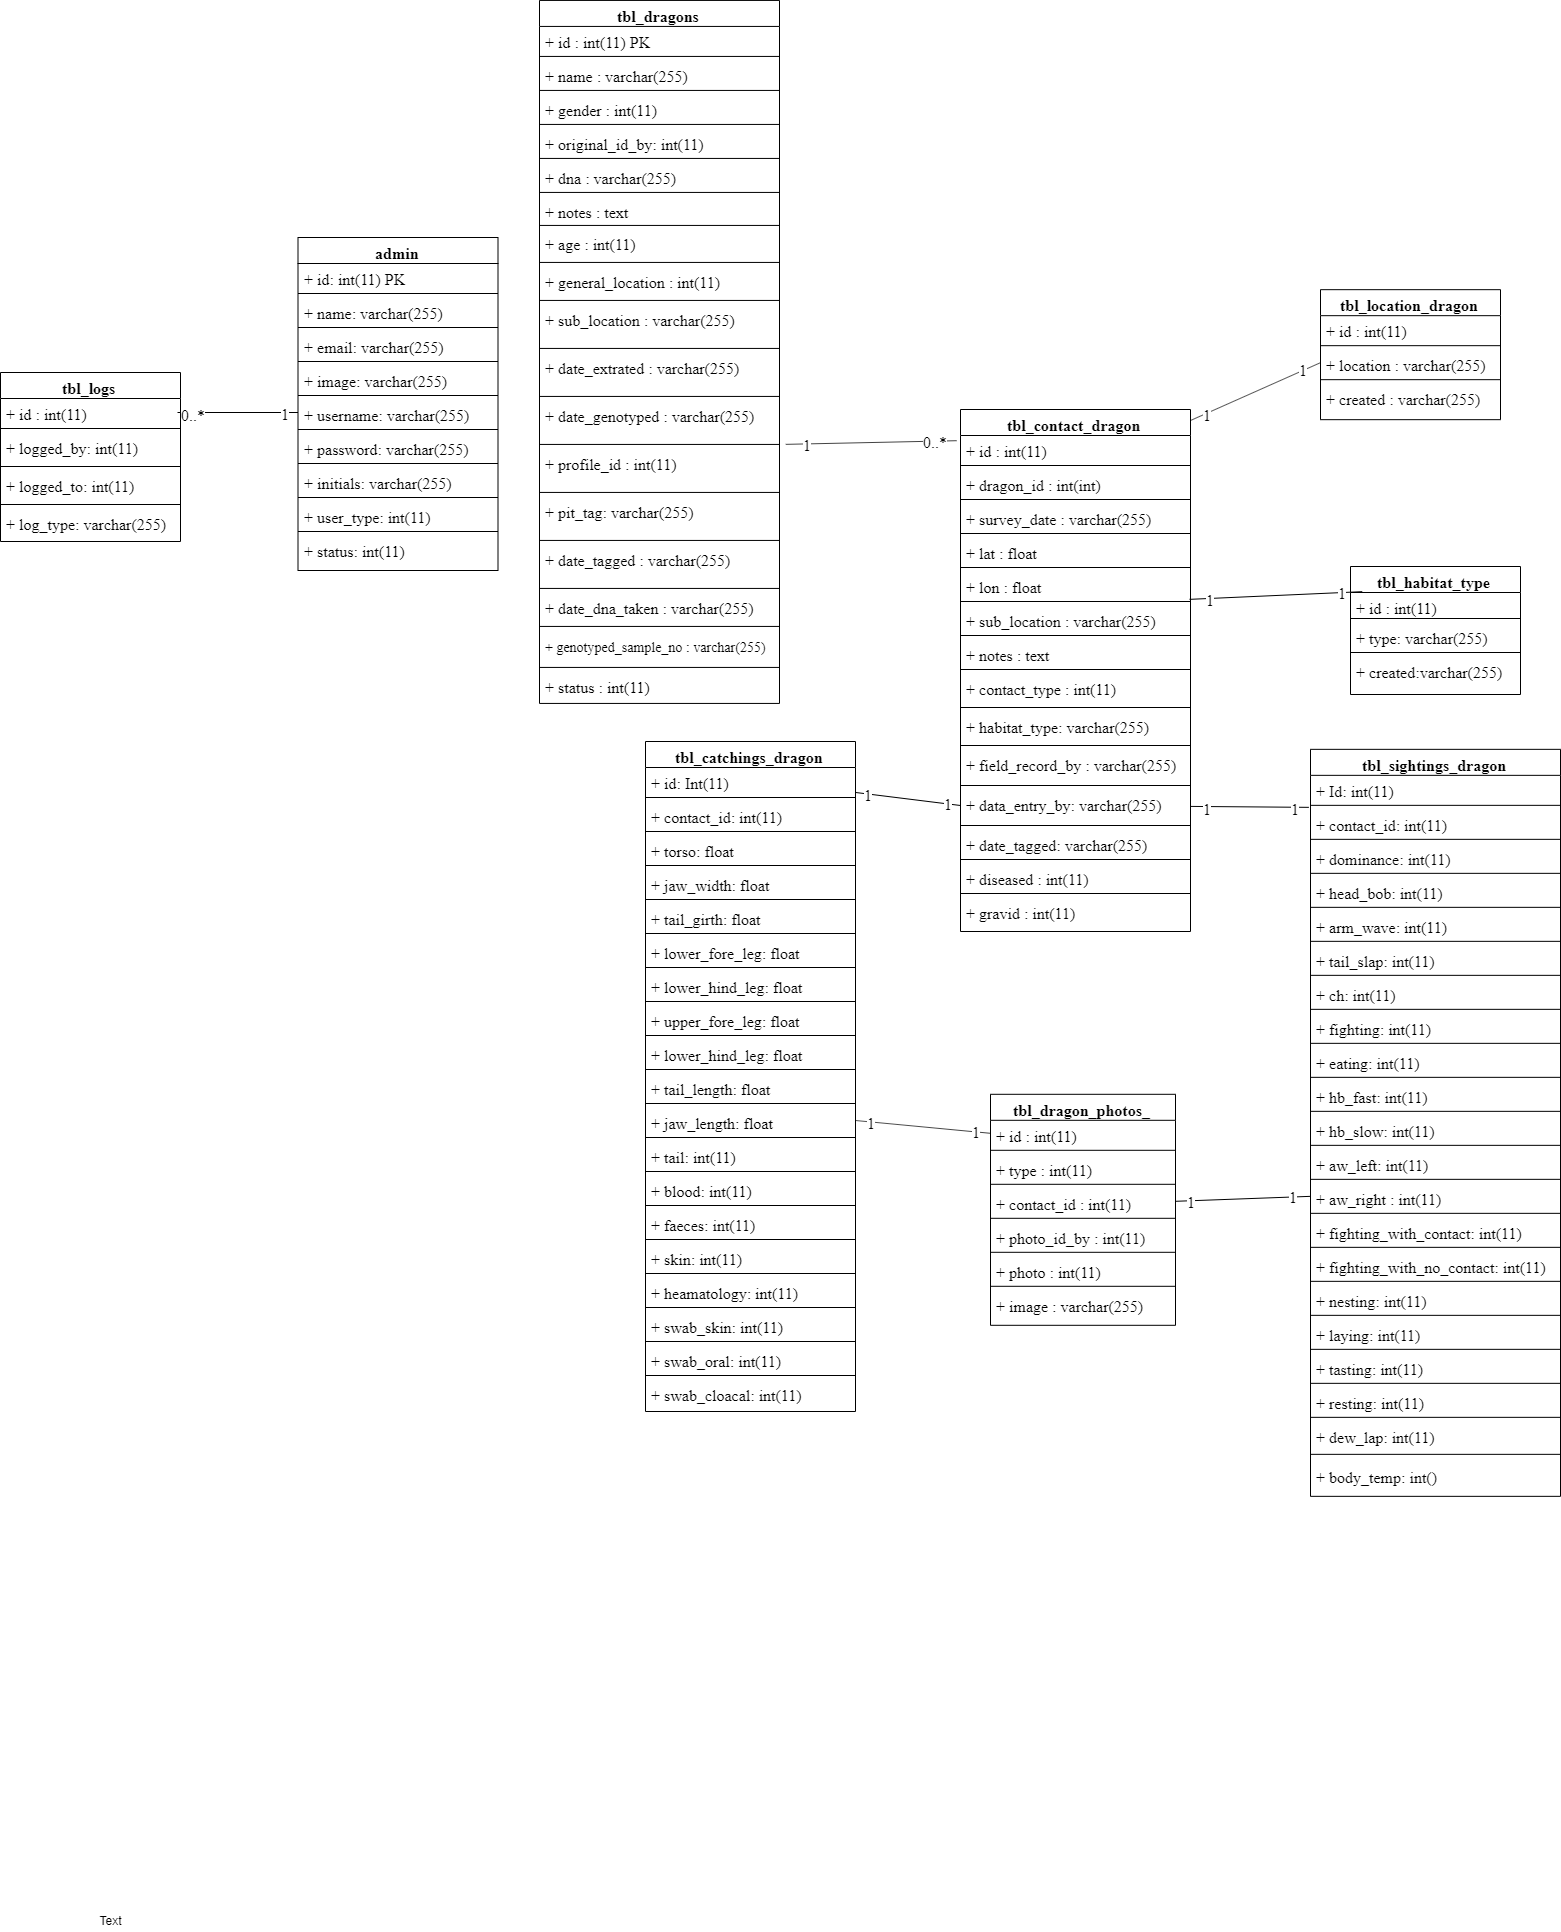 tbl_dragons
+ id : int(11) PK
+ name : varchar(255)
+ gender : int(11)
+ original_id_by: int(11)
+ dna : varchar(255)
+ notes : text
+ age : int(11)
+ general_location : int(11)
+ sub_location : varchar(255)
+ date_extrated : varchar(255)
+ date_genotyped : varchar(255)
+ profile_id : int(11)
+ pit_tag: varchar(255)
+ date_tagged : varchar(255)
+ date_dna_taken : varchar(255)
+ genotyped_sample_no : varchar(255)
+ status : int(11)
admin
+ id: int(11) PK
+ name: varchar(255)
+ email: varchar(255)
+ image: varchar(255)
+ username: varchar(255)
+ password: varchar(255)
+ initials: varchar(255)
+ user_type: int(11)
+ status: int(11)
tbl_logs
+ id : int(11)
+ logged_by: int(11)
+ logged_to: int(11)
+ log_type: varchar(255)
0..*
1
1
0..*
tbl_contact_dragon
+ id : int(11)
+ dragon_id : int(int)
+ survey_date : varchar(255)
+ lat : float
+ lon : float
+ sub_location : varchar(255)
+ notes : text
+ contact_type : int(11)
+ habitat_type: varchar(255)
+ field_record_by : varchar(255)
+ data_entry_by: varchar(255)
+ date_tagged: varchar(255)
+ diseased : int(11)
+ gravid : int(11)
1
1
tbl_location_dragon
+ id : int(11)
+ location : varchar(255)
+ created : varchar(255)
1
1
tbl_habitat_type
+ id : int(11)
+ type: varchar(255)
+ created:varchar(255)
tbl_catchings_dragon
+ id: Int(11)
+ contact_id: int(11)
+ torso: float
+ jaw_width: float
+ tail_girth: float
+ lower_fore_leg: float
+ lower_hind_leg: float
+ upper_fore_leg: float
+ lower_hind_leg: float
+ tail_length: float
+ jaw_length: float
+ tail: int(11)
+ blood: int(11)
+ faeces: int(11)
+ skin: int(11)
+ heamatology: int(11)
+ swab_skin: int(11)
+ swab_oral: int(11)
+ swab_cloacal: int(11)
1
1
1
1
tbl_sightings_dragon
+ Id: int(11)
+ contact_id: int(11)
+ dominance: int(11)
+ head_bob: int(11)
+ arm_wave: int(11)
+ tail_slap: int(11)
+ ch: int(11)
+ fighting: int(11)
+ eating: int(11)
+ hb_fast: int(11)
+ hb_slow: int(11)
+ aw_left: int(11)
+ aw_right : int(11)
+ fighting_with_contact: int(11)
+ fighting_with_no_contact: int(11)
+ nesting: int(11)
+ laying: int(11)
+ tasting: int(11)
+ resting: int(11)
+ dew_lap: int(11)
+ body_temp: int()
1
1
tbl_dragon_photos_
+ id : int(11)
+ type : int(11)
+ contact_id : int(11)
+ photo_id_by : int(11)
+ photo : int(11)
+ image : varchar(255)
1
1
Text